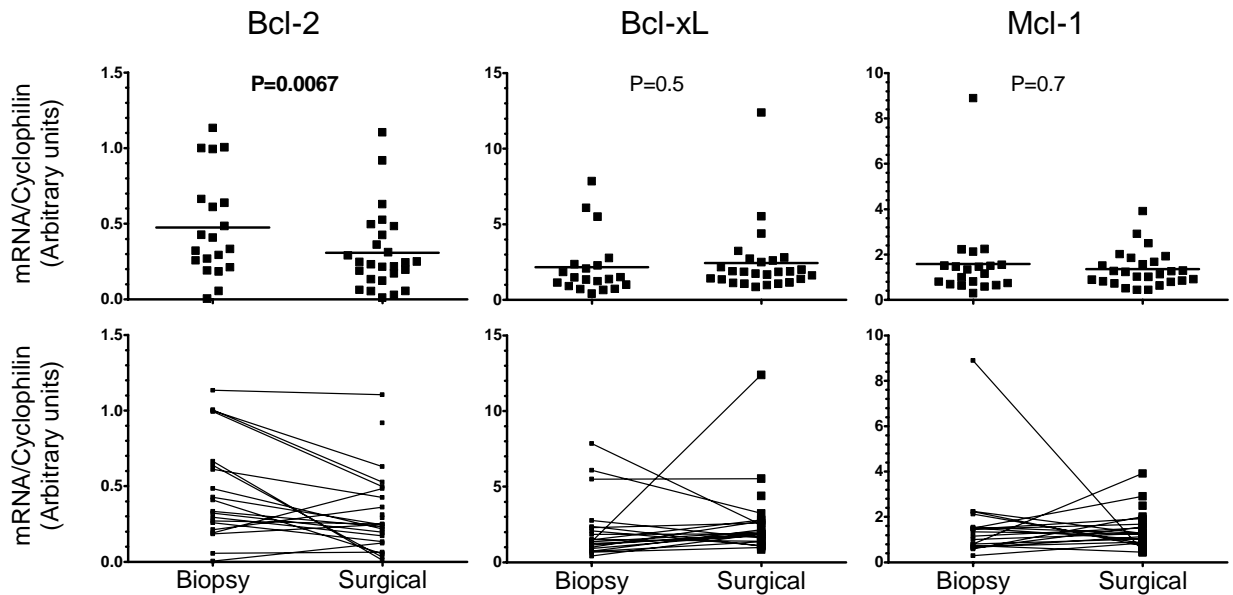 Bcl-2
Bcl-xL
Mcl-1
mRNA/Cyclophilin
(Arbitrary units)
1.5
1.0
0.5
0.0
P=0.0067
15
10
5
0
P=0.5
10
8
6
4
2
0
P=0.7
mRNA/Cyclophilin
(Arbitrary units)
1.5
1.0
0.5
0.0
Biopsy
Surgical
15
10
5
0
Biopsy
Surgical
10
8
6
4
2
0
Biopsy
Surgical